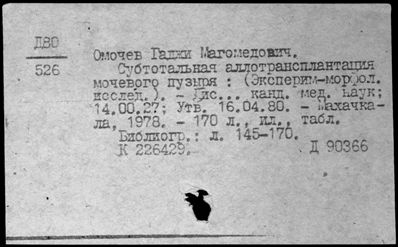 ДВО
526
Омочев Гаджи Магомедович.
Субтотальная аллотрансплантация
мочевого пузыря : (Эксперим-морфол.
исслед.). - Дис... канд. мед. наук;
14.00.27; Утв. 16.04.80. - Махачка-
ла, 1978. - 170 л., ил., табл.
Библиогр.: л. 145-170.
К 226429. Д 90366